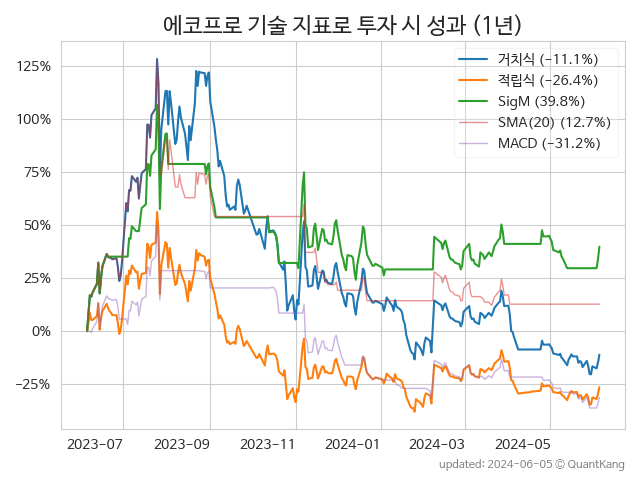 에코프로 기술 지표로 투자 시 성과 (1년)
거치식 (−11.1%)
적립식 (−26.4%)
SigM (39.8%)
SMA(20) (12.7%)
MACD (−31.2%)
125%
100%
75%
50%
25%
0%
−25%
2023−07 2023−09 2023−11 2024−01 2024−03 2024−05
updated: 2024−06−05 ⓒ QuantKang